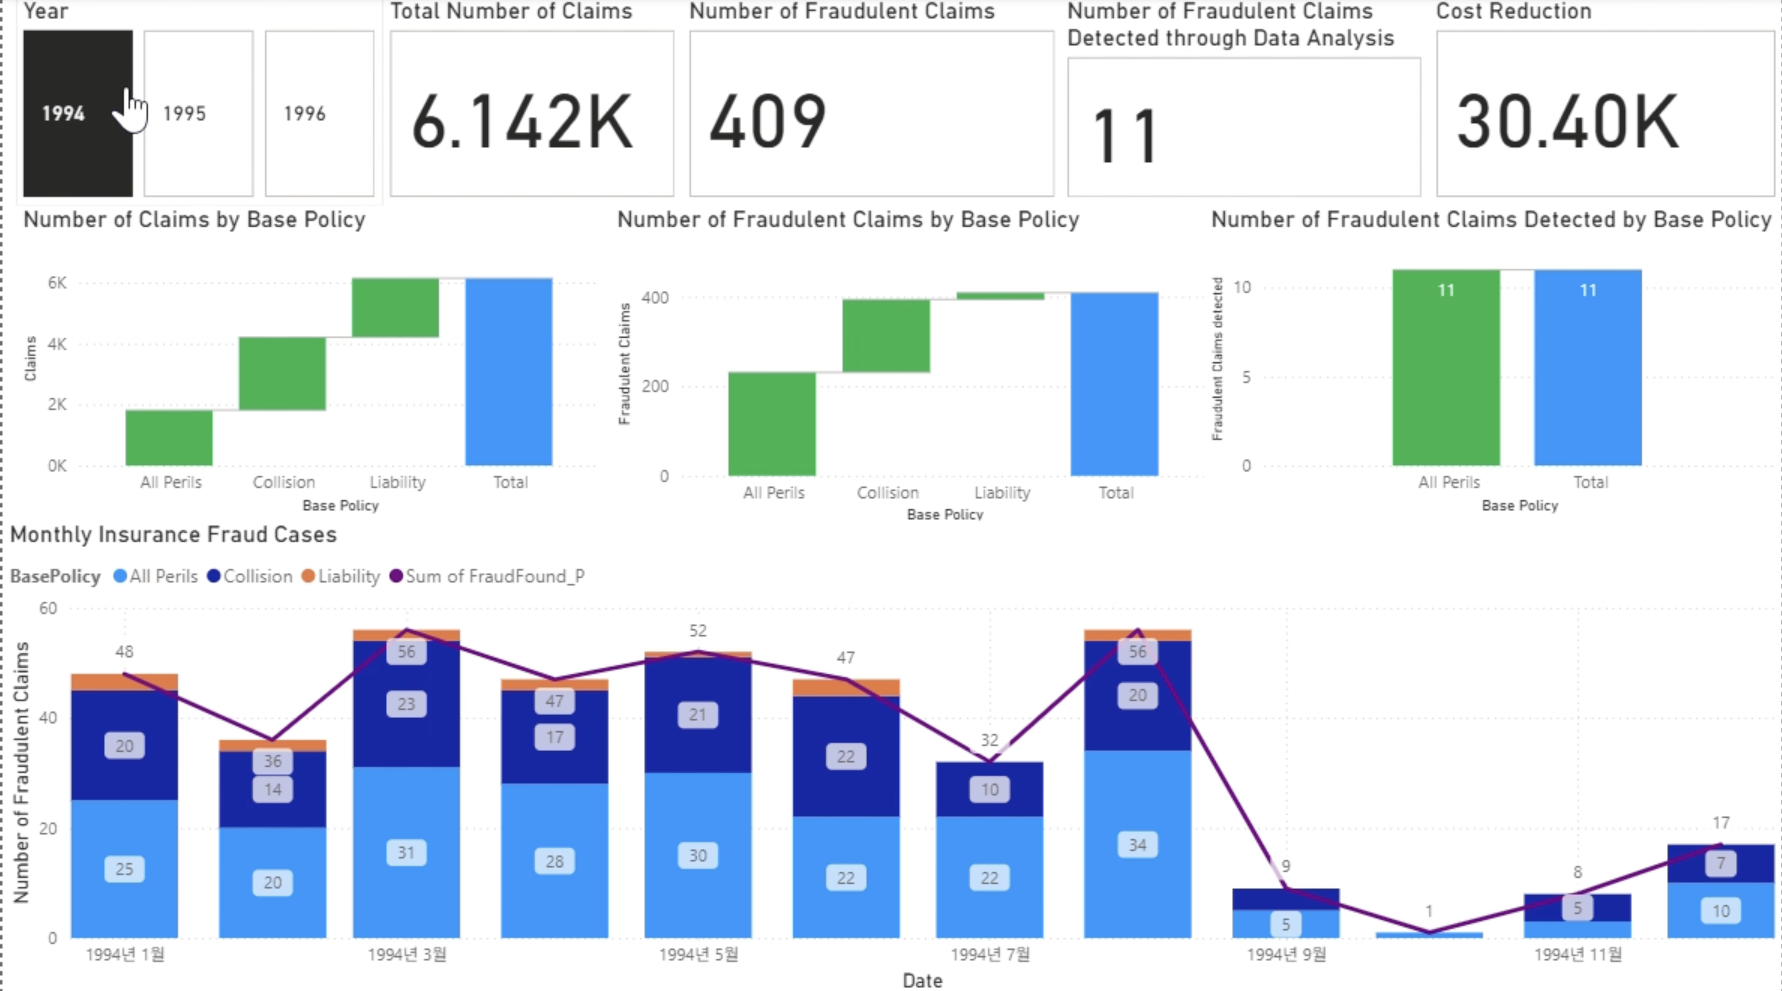 Year
1994
1995
1996
Total Number of Claims
6.142K
Number of Fraudulent Claims
409
Number of Fraudulent Claims
Detected through Data Analysis
11
Cost Reduction
30.40K
Number of Claims by Base Policy
Claims
6K
4K
2K
0K
All Perils
Collision
Liability
Total
Base Policy
Number of Fraudulent Claims by Base Policy
Fraudulent Claims
400
200
0
All Perils
Collision
Liability
Total
Base Policy
Number of Fraudulent Claims Detected by Base Policy
Fraudulent Claims detected
10
5
0
11
11
All Perils
Total
Base Policy
Monthly Insurance Fraud Cases
BasePolicy All Perils Collision Liability Sum of FraudFound_P
Number of Fraudulent Claims
60
40
20
0
48
20
25
36
14
20
56
23
31
47
17
28
52
21
30
47
22
22
32
10
22
56
20
34
9
5
1
8
5
17
7
10
1994년 1월
1994년 3월
1994년 5월
1994년 7월
1994년 9월
1994년 11월
Date